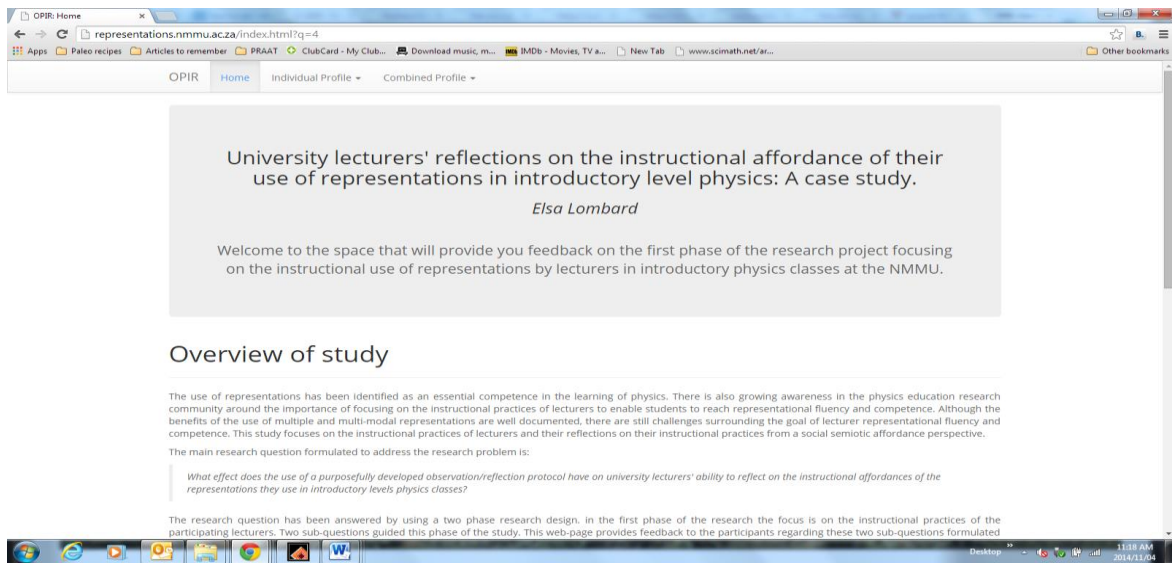 OPIR: Home
representations.nmmu.ac.za/index.html?q=4
Apps Paleo recipes Articles to remember PRAAT ClubCard - My Club... Download music, m... IMDb - Movies, TV a... New Tab www.scimath.net/ar... Other bookmarks
OPIR Home Individual Profile Combined Profile
University lecturers' reflections on the instructional affordance of their
use of representations in introductory level physics: A case study.
Elsa Lombard
Welcome to the space that will provide you feedback on the first phase of the research project focusing
on the instructional use of representations by lecturers in introductory physics classes at the NMMU.
Overview of study
The use of representations has been identified as an essential competence in the learning of physics. There is also growing awareness in the physics education research
community around the importance of focusing on the instructional practices of lecturers to enable students to reach representational fluency and competence. Although the
benefits of the use of multiple and multi-modal representations are well documented, there are still challenges surrounding the goal of lecturer representational fluency and
competence. This study focuses on the instructional practices of lecturers and their reflections on their instructional practices from a social semiotic affordance perspective.
The main research question formulated to address the research problem is:
What effect does the use of a purposefully developed observation/reflection protocol have on university lecturers' ability to reflect on the instructional affordances of the
representations they use in introductory levels physics classes?
The research question has been answered by using a two phase research design. in the first phase of the research the focus is on the instructional practices of the
participating lecturers. Two sub-questions guided this phase of the study. This web-page provides feedback to the participants regarding these two sub-questions formulated
Desktop 11:18 AM
2014/11/04